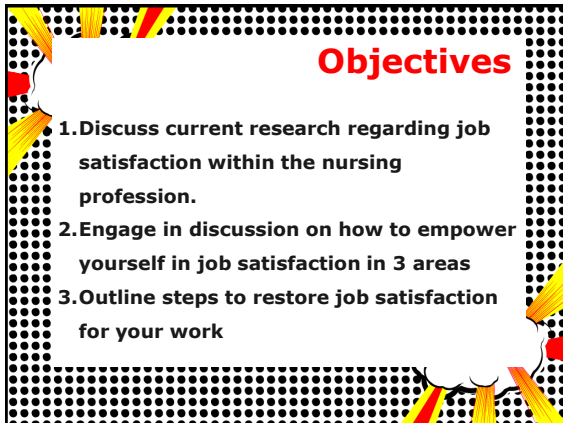 Objectives
1.Discuss current research regarding job
satisfaction within the nursing
profession.
2.Engage in discussion on how to empower
yourself in job satisfaction in 3 areas
3.Outline steps to restore job satisfaction
for your work